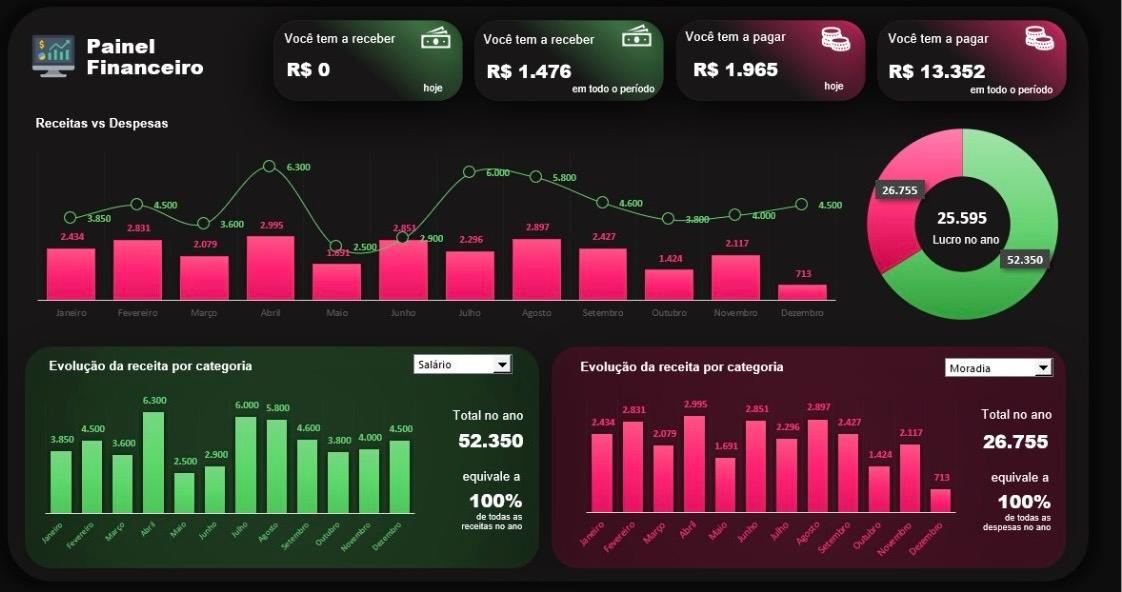 Painel
Financeiro
Você tem a receber
R$ 0
hoje
Você tem a receber
R$ 1.476
em todo o período
Você tem a pagar
R$ 1.965
hoje
Você tem a pagar
R$ 13.352
em todo o período
Receitas vs Despesas
3.850
4.500
3.600
6.300
2.500
2.900
6.000
5.800
4.600
3.800
4.000
4.500
2.434
2.831
2.079
2.995
1.691
2.851
2.296
2.897
2.427
1.424
2.117
713
Janeiro
Fevereiro
Março
Abril
Maio
Junho
Julho
Agosto
Setembro
Outubro
Novembro
Dezembro
26.755
25.595
Lucro no ano
52.350
Evolução da receita por categoria
Salário
3.850
4.500
3.600
6.300
2.500
2.900
6.000
5.800
4.600
3.800
4.000
4.500
Janeiro
Fevereiro
Março
Abril
Maio
Junho
Julho
Agosto
Setembro
Outubro
Novembro
Dezembro
Total no ano
52.350
equivale a
100%
de todas as
receitas no ano
Evolução da receita por categoria
Moradia
2.434
2.831
2.079
2.995
1.691
2.851
2.296
2.897
2.427
1.424
2.117
713
Janeiro
Fevereiro
Março
Abril
Maio
Junho
Julho
Agosto
Setembro
Outubro
Novembro
Dezembro
Total no ano
26.755
equivale a
100%
de todas as
despesas no ano